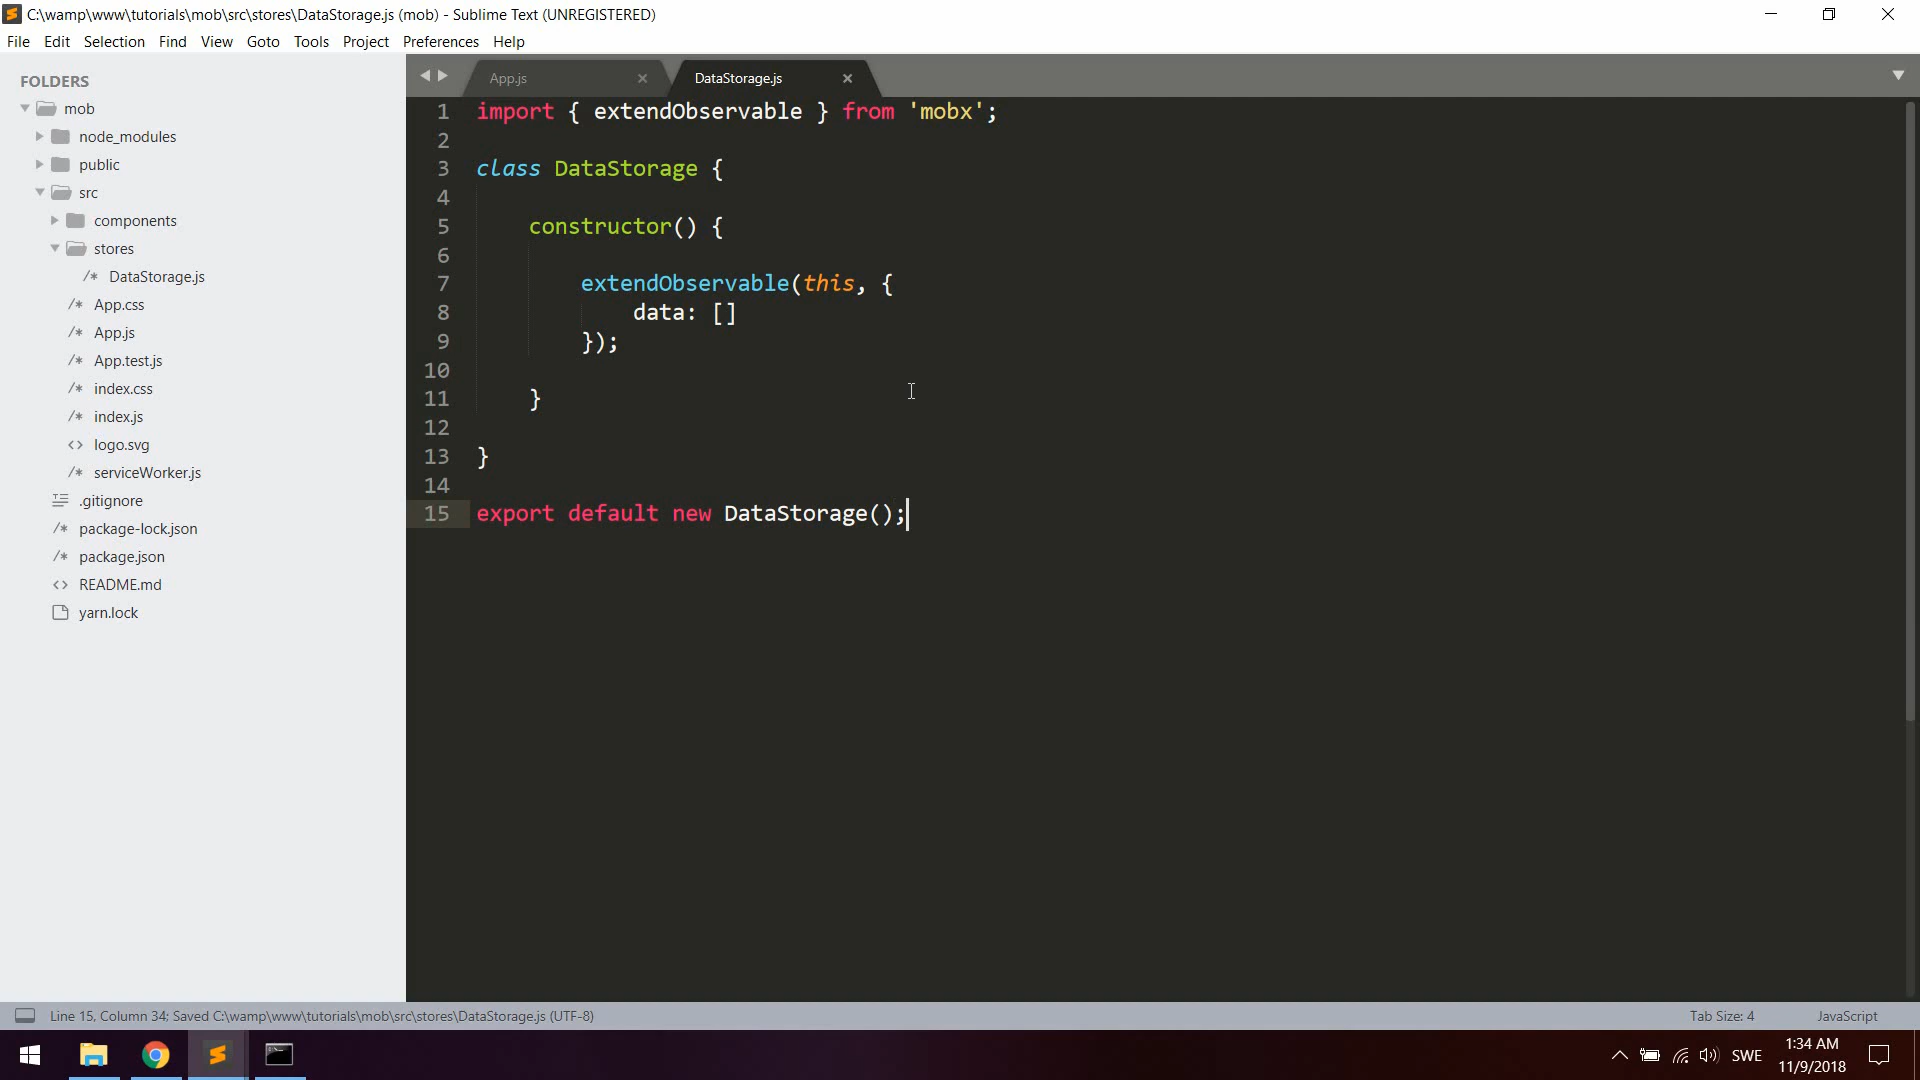 C:\wamp\www\tutorials\mob\src\stores\DataStorage.js (mob) - Sublime Text (UNREGISTERED)
File Edit Selection Find View Goto Tools Project Preferences Help
FOLDERS
mob
node_modules
public
src
components
stores
/* DataStorage.js
/* App.css
/* App.js
/* App.test.js
/* index.css
/* index.js
<> logo.svg
/* serviceWorker.js
.gitignore
/* package-lock.json
/* package.json
<> README.md
yarn.lock
App.js
DataStorage.js
1 import { extendObservable } from 'mobx';
2
3 class DataStorage {
4
5 constructor() {
6
7 extendObservable(this, {
8 data: []
9 });
10
11 }
12
13 }
14
15 export default new DataStorage();
Line 15, Column 34; Saved C:\wamp\www\tutorials\mob\src\stores\DataStorage.js (UTF-8)
Tab Size: 4
JavaScript
SWE
1:34 AM
11/9/2018